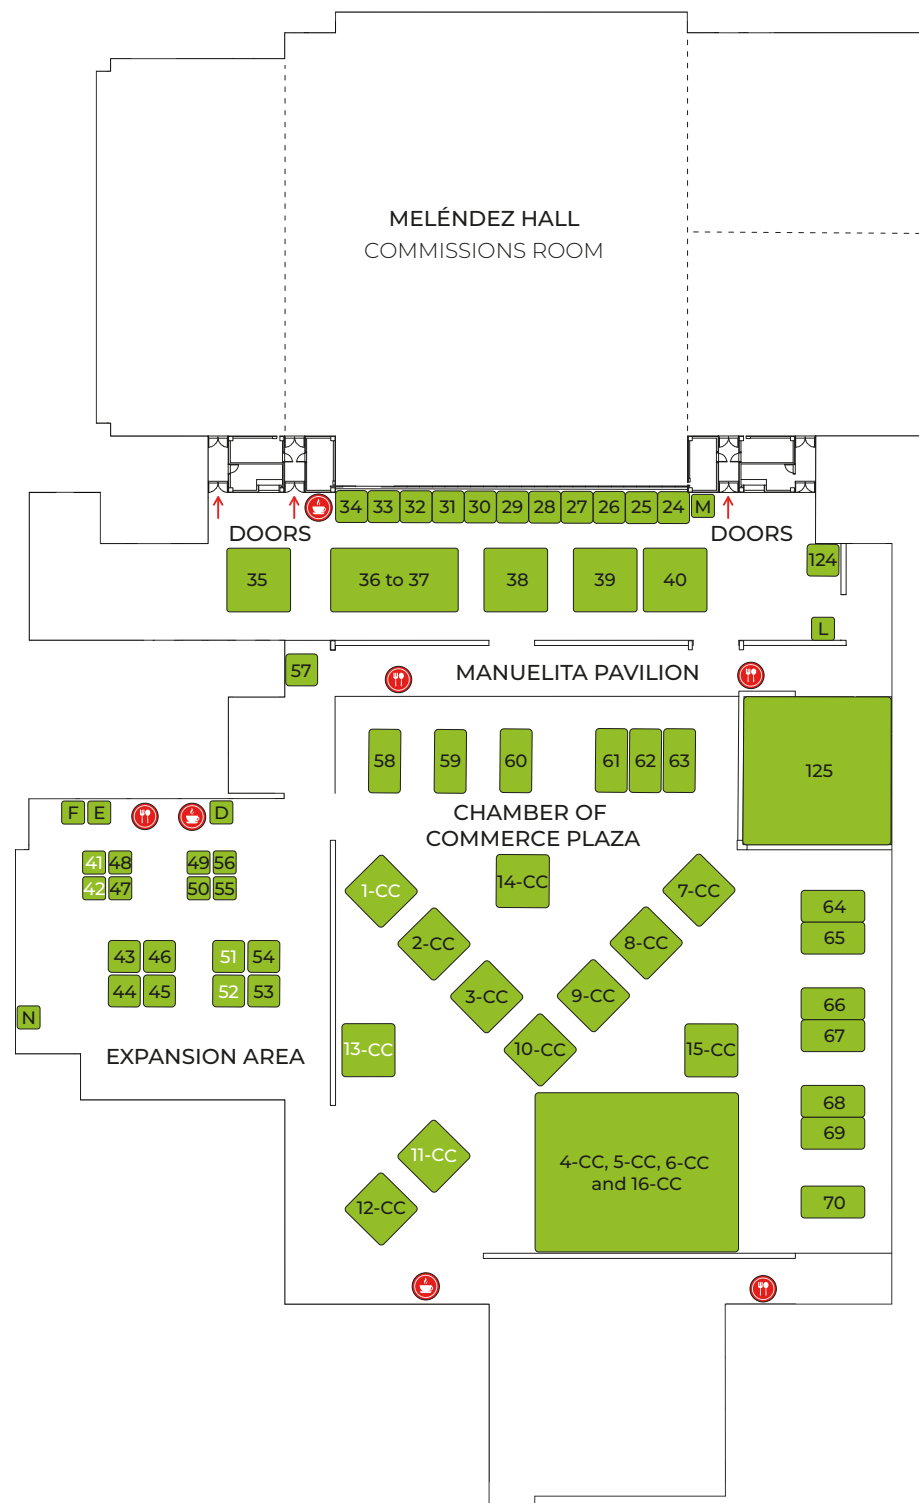 MELÉNDEZ HALL
COMMISSIONS ROOM
34 33 32 31 30 29 28 27 26 25 24 M
DOORS
DOORS
124
35
36 to 37
38
39
40
L
57
MANUELITA PAVILION
58
59
60
61 62 63
125
F E
D
CHAMBER OF
COMMERCE PLAZA
41 48
49 56
42 47
50 55
1-CC
14-CC
7-CC
64
65
2-CC
8-CC
43 46
51 54
44 45
52 53
3-CC
9-CC
66
67
N
EXPANSION AREA
13-CC
10-CC
15-CC
68
69
11-CC
4-CC, 5-CC, 6-CC
and 16-CC
12-CC
70